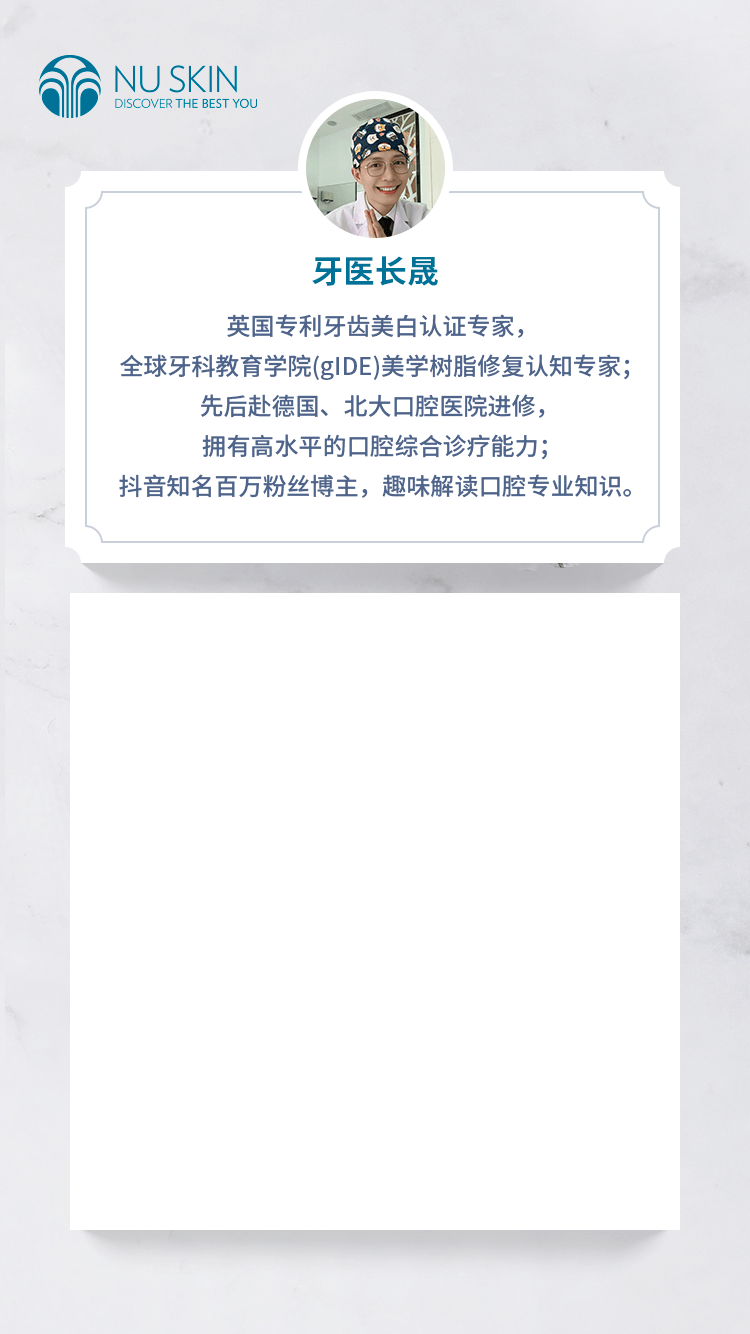 NU SKIN
DISCOVER THE BEST YOU
牙医长晟
英国专利牙齿美白认证专家，
全球牙科教育学院(gIDE)美学树脂修复认知专家；
先后赴德国、北大口腔医院进修，
拥有高水平的口腔综合诊疗能力；
抖音知名百万粉丝博主，趣味解读口腔专业知识。